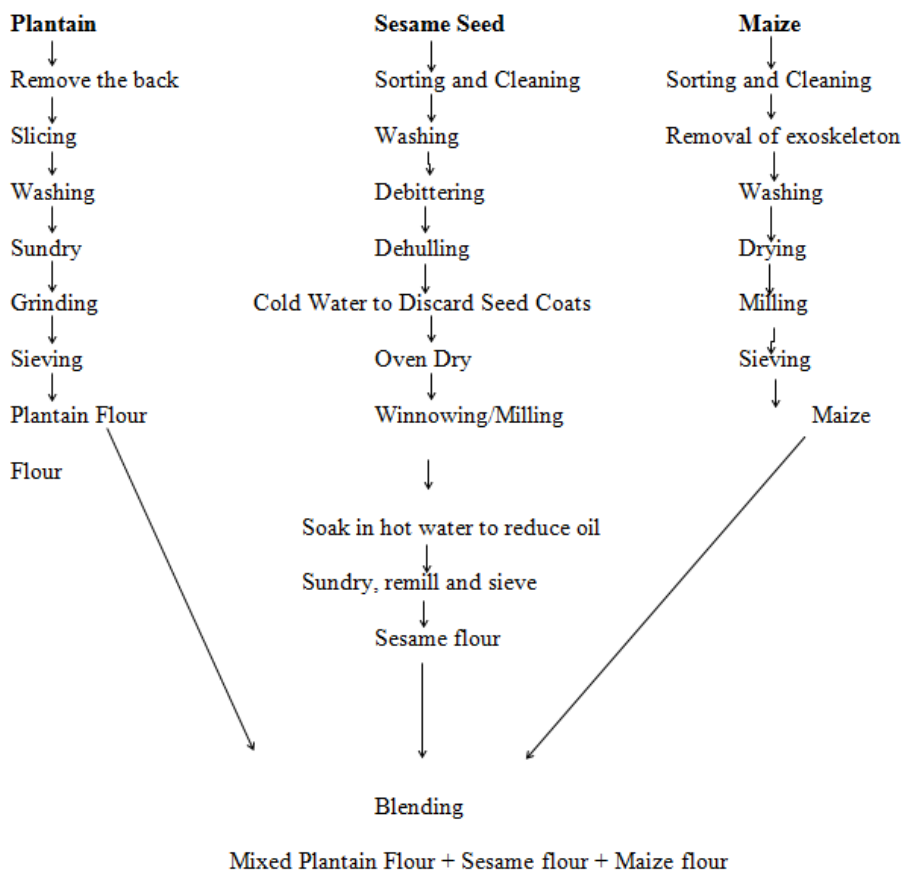 Plantain Sesame Seed Maize
Remove the back Sorting and Cleaning Sorting and Cleaning
Slicing Washing Removal of exoskeleton
Washing Debittering Washing
Sundry Dehulling Drying
Grinding Cold Water to Discard Seed Coats Milling
Sieving Oven Dry Sieving
Plantain Flour Winnowing/Milling Maize
Flour
Soak in hot water to reduce oil
Sundry, remill and sieve
Sesame flour
Blending
Mixed Plantain Flour + Sesame flour + Maize flour